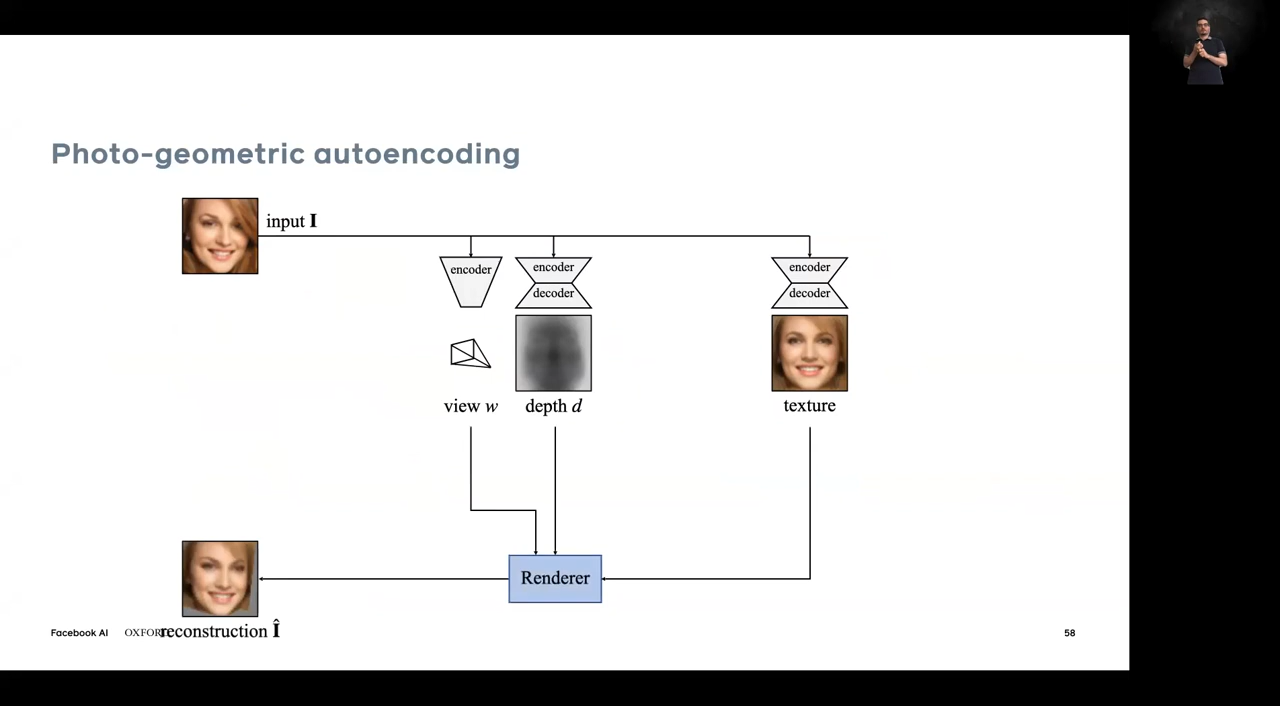 Photo-geometric autoencoding
input I
encoder
encoder
decoder
encoder
decoder
view w
depth d
texture
Renderer
reconstruction Î
Facebook AI
58